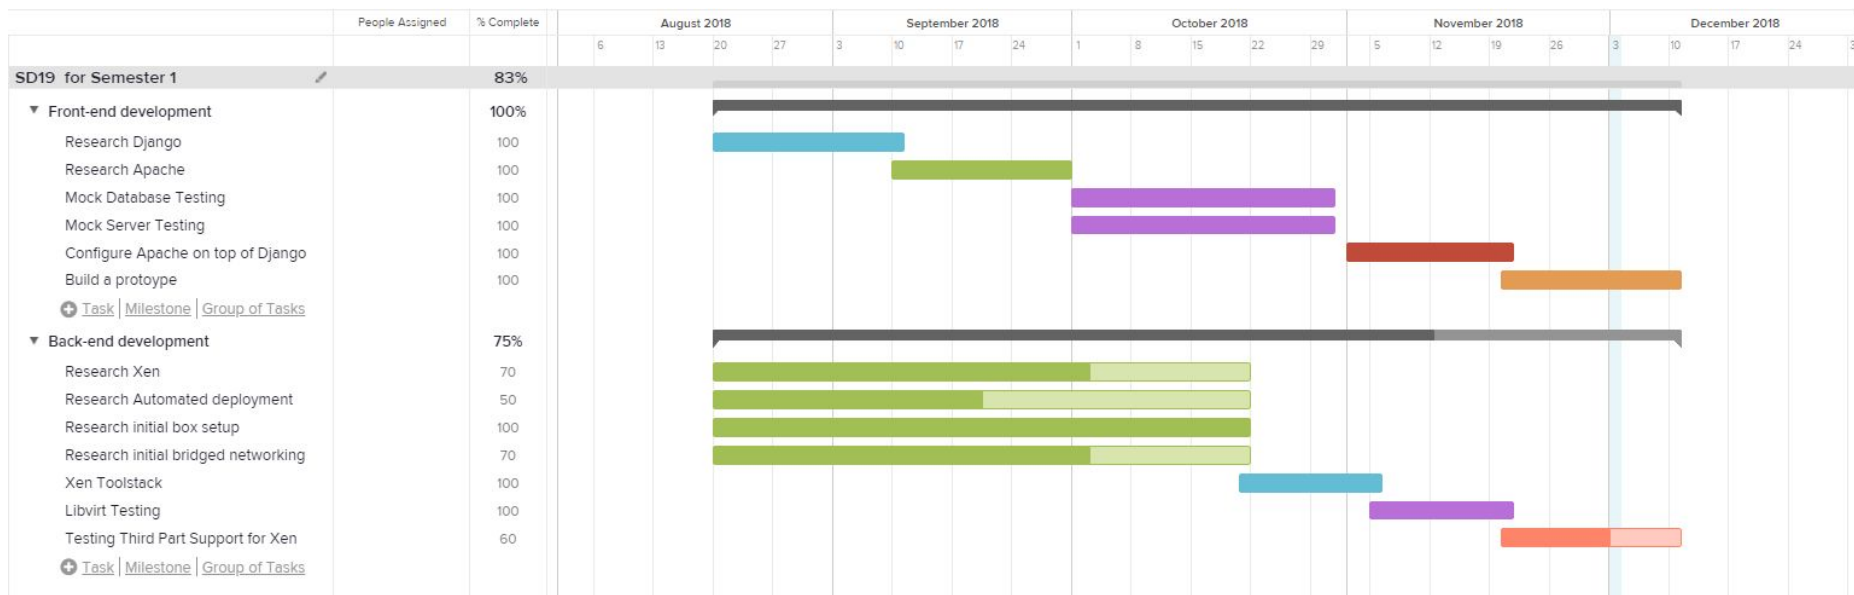 People Assigned % Complete August 2018 September 2018 October 2018 November 2018 December 2018
6 13 20 27 3 10 17 24 1 8 15 22 29 5 12 19 26 3 10 17 24
SD19 for Semester 1 83%
Front-end development 100%
Research Django 100
Research Apache 100
Mock Database Testing 100
Mock Server Testing 100
Configure Apache on top of Django 100
Build a protoype 100
Task Milestone Group of Tasks
Back-end development 75%
Research Xen 70
Research Automated deployment 50
Research initial box setup 100
Research initial bridged networking 70
Xen Toolstack 100
Libvirt Testing 100
Testing Third Part Support for Xen 60
Task Milestone Group of Tasks